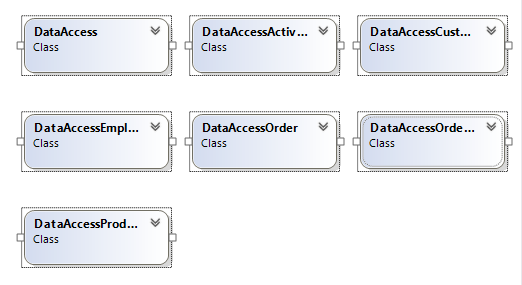 DataAccess
Class
DataAccessActiv...
Class
DataAccessCust...
Class
DataAccessEmpl...
Class
DataAccessOrder
Class
DataAccessOrde...
Class
DataAccessProd...
Class